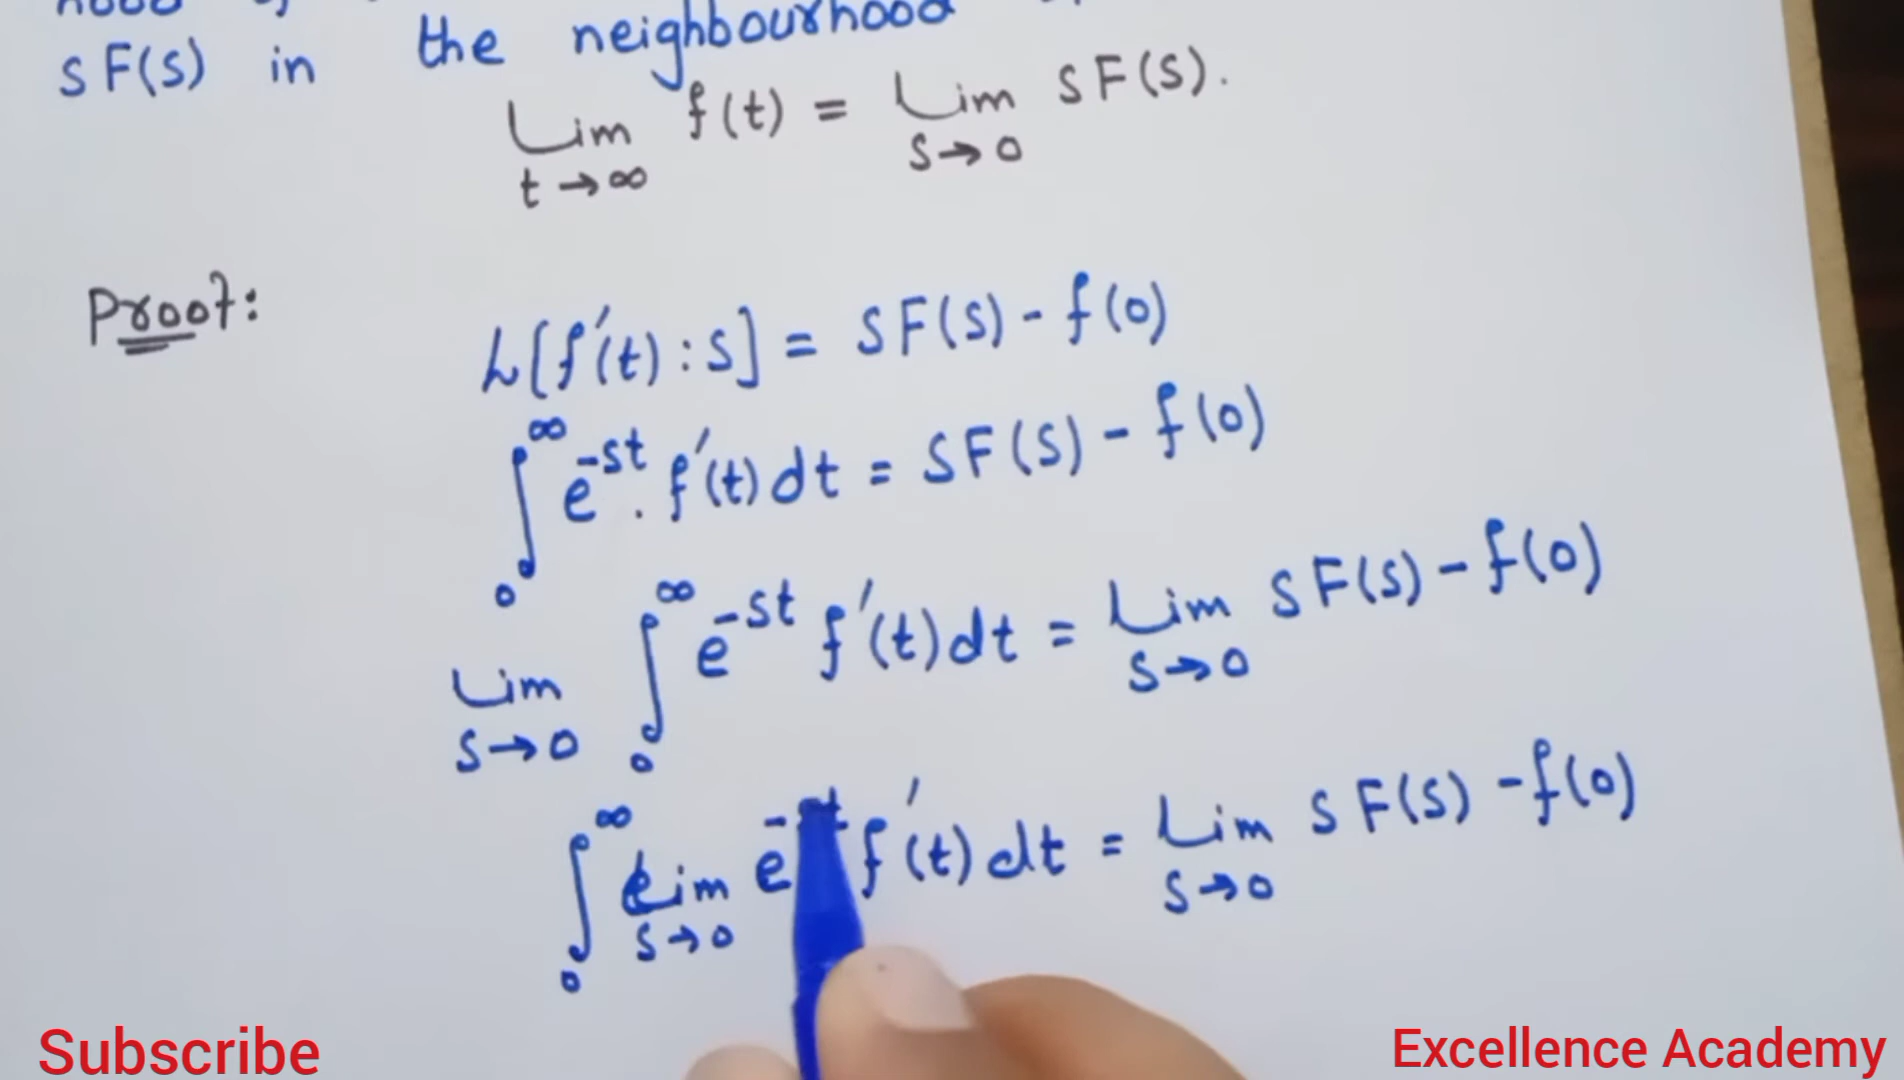 sF(s) in the neighbourhood
Lim f(t) = Lim sF(s).
t→∞ s→0
Proof:
L[f'(t):s] = sF(s) - f(0)
∫₀^∞ e^-st . f'(t)dt = sF(s) - f(0)
Lim s→0 ∫₀^∞ e^-st f'(t)dt = Lim s→0 sF(s) - f(0)
∫₀^∞ Lim s→0 e^-st f'(t)dt = Lim s→0 sF(s) - f(0)
Subscribe
Excellence Academy